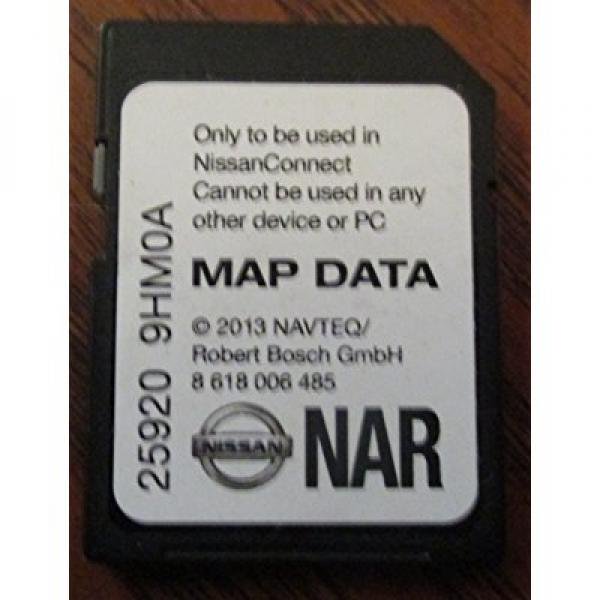 Only to be used in
NissanConnect
Cannot be used in any
other device or PC
MAP DATA
© 2013 NAVTEQ/
Robert Bosch GmbH
8 618 006 485
NISSAN
NAR
25920 9HM0A